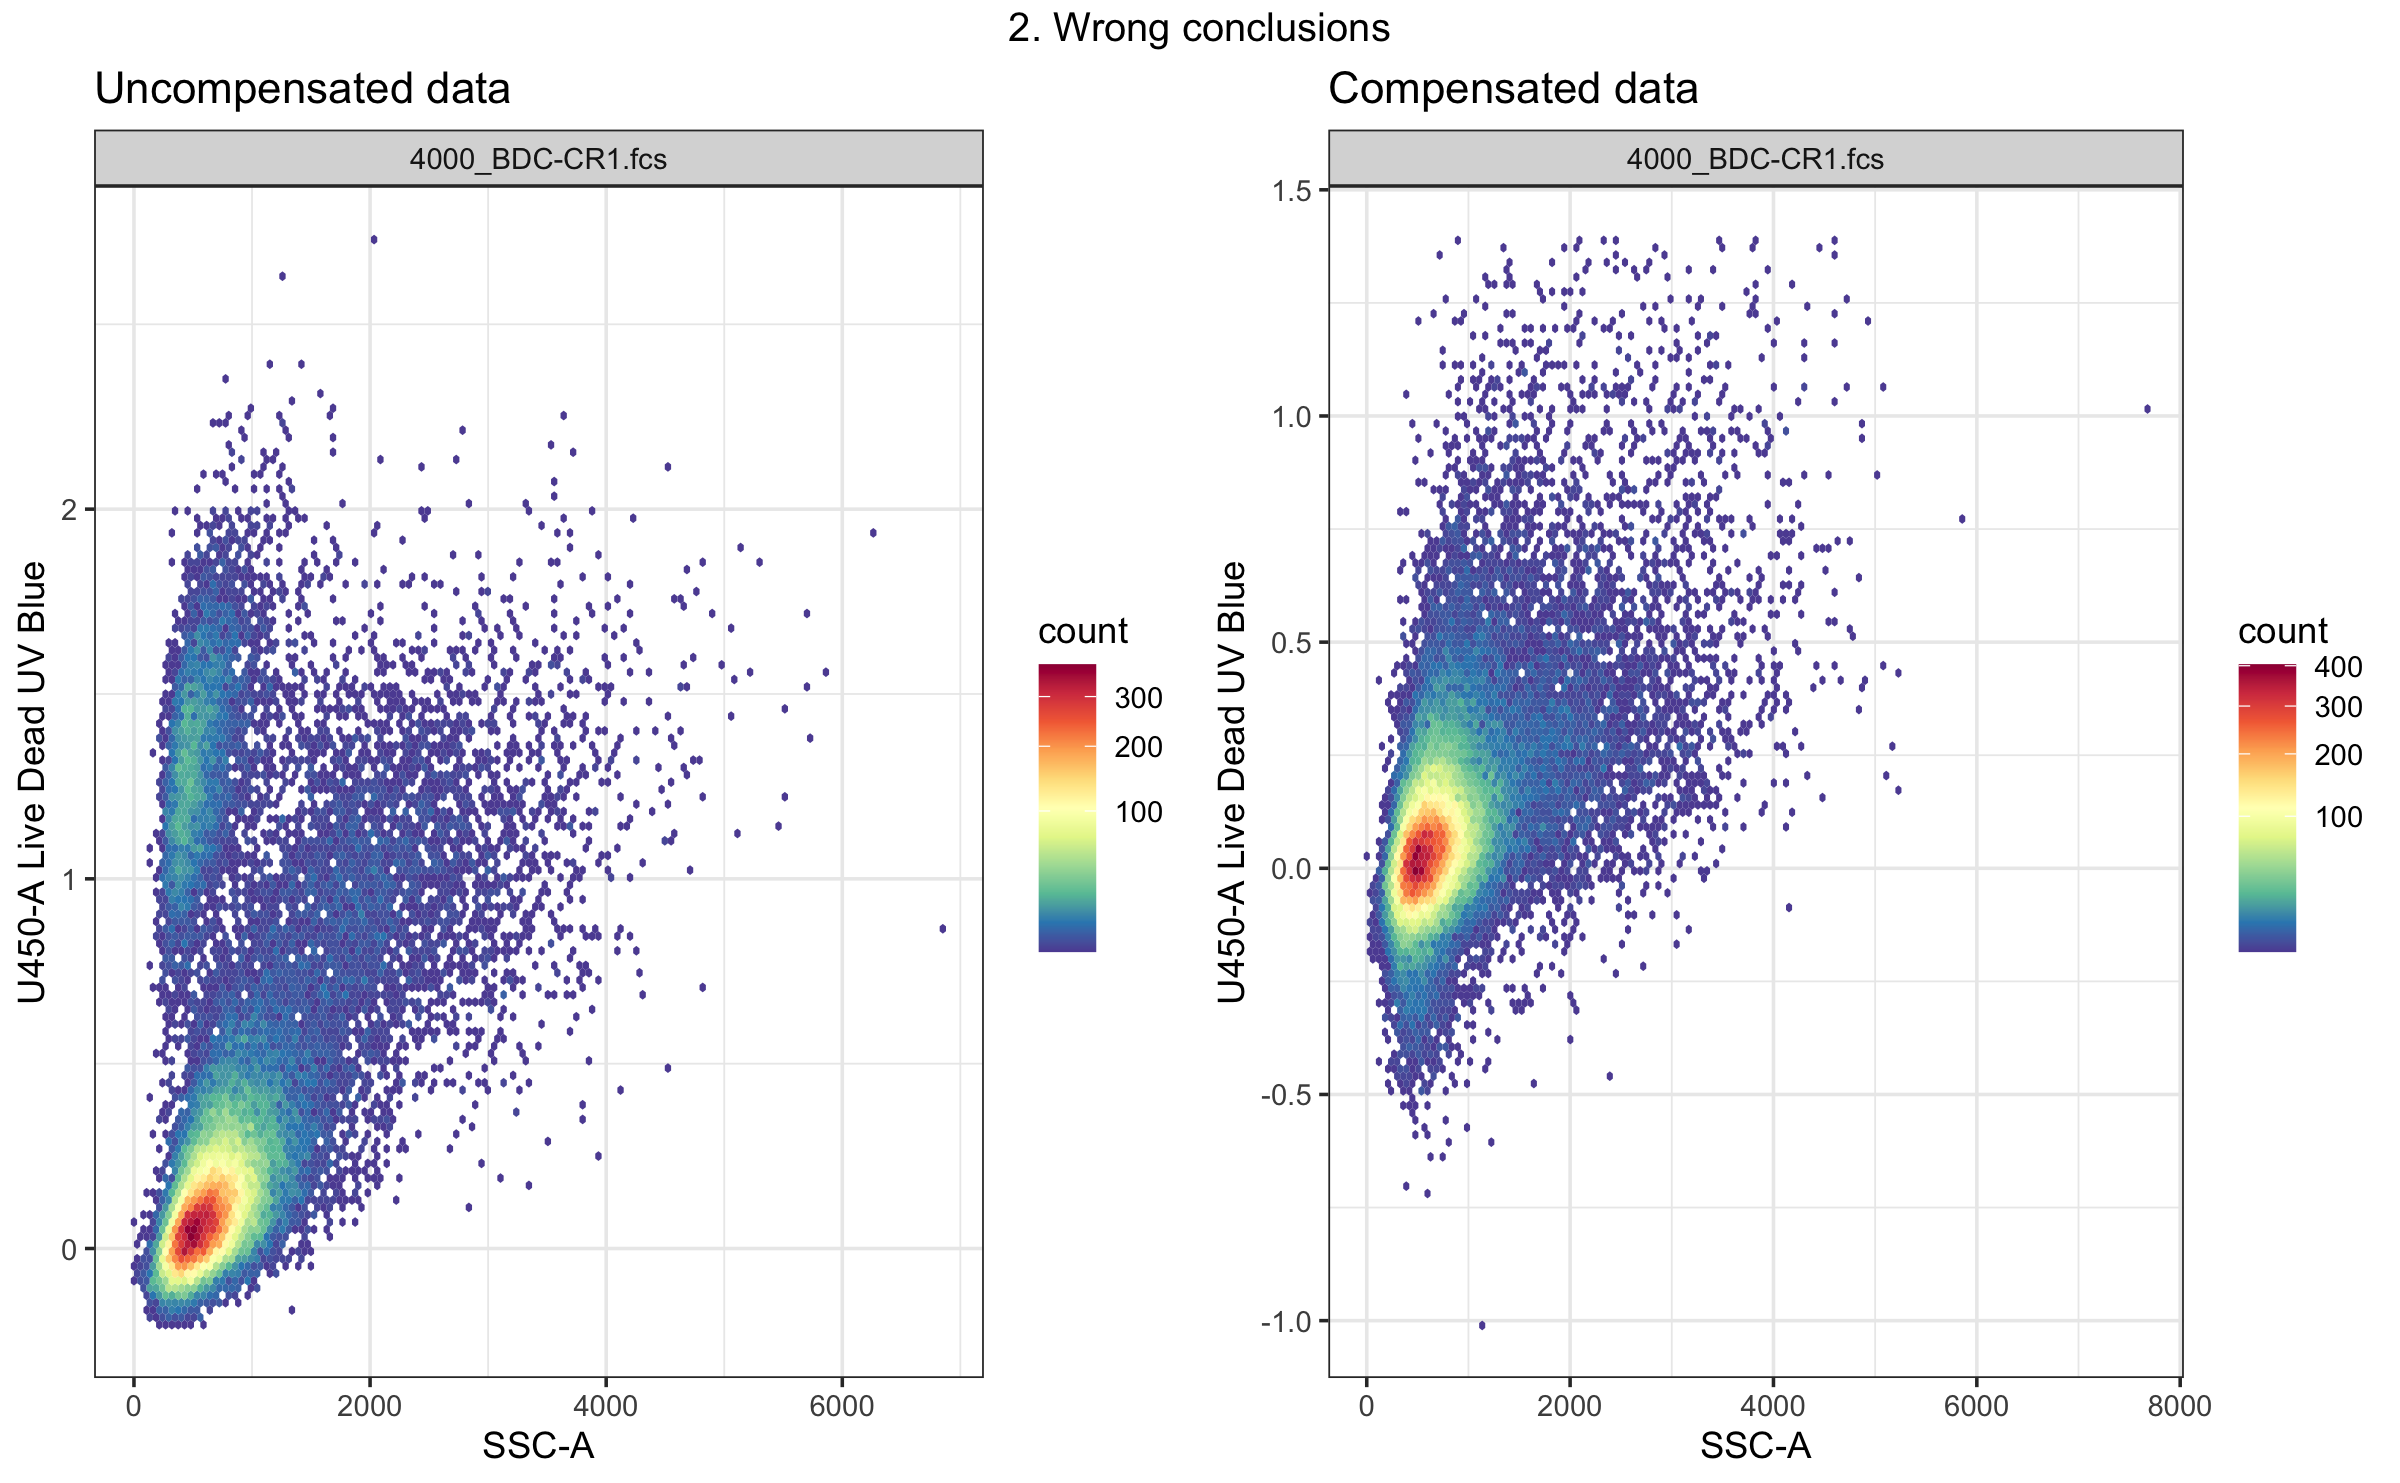 2. Wrong conclusions
Uncompensated data
4000_BDC-CR1.fcs
U450-A Live Dead UV Blue
2
1
0
0
2000
4000
6000
SSC-A
count
300
200
100
Compensated data
4000_BDC-CR1.fcs
U450-A Live Dead UV Blue
1.5
1.0
0.5
0.0
-0.5
-1.0
0
2000
4000
6000
8000
SSC-A
count
400
300
200
100